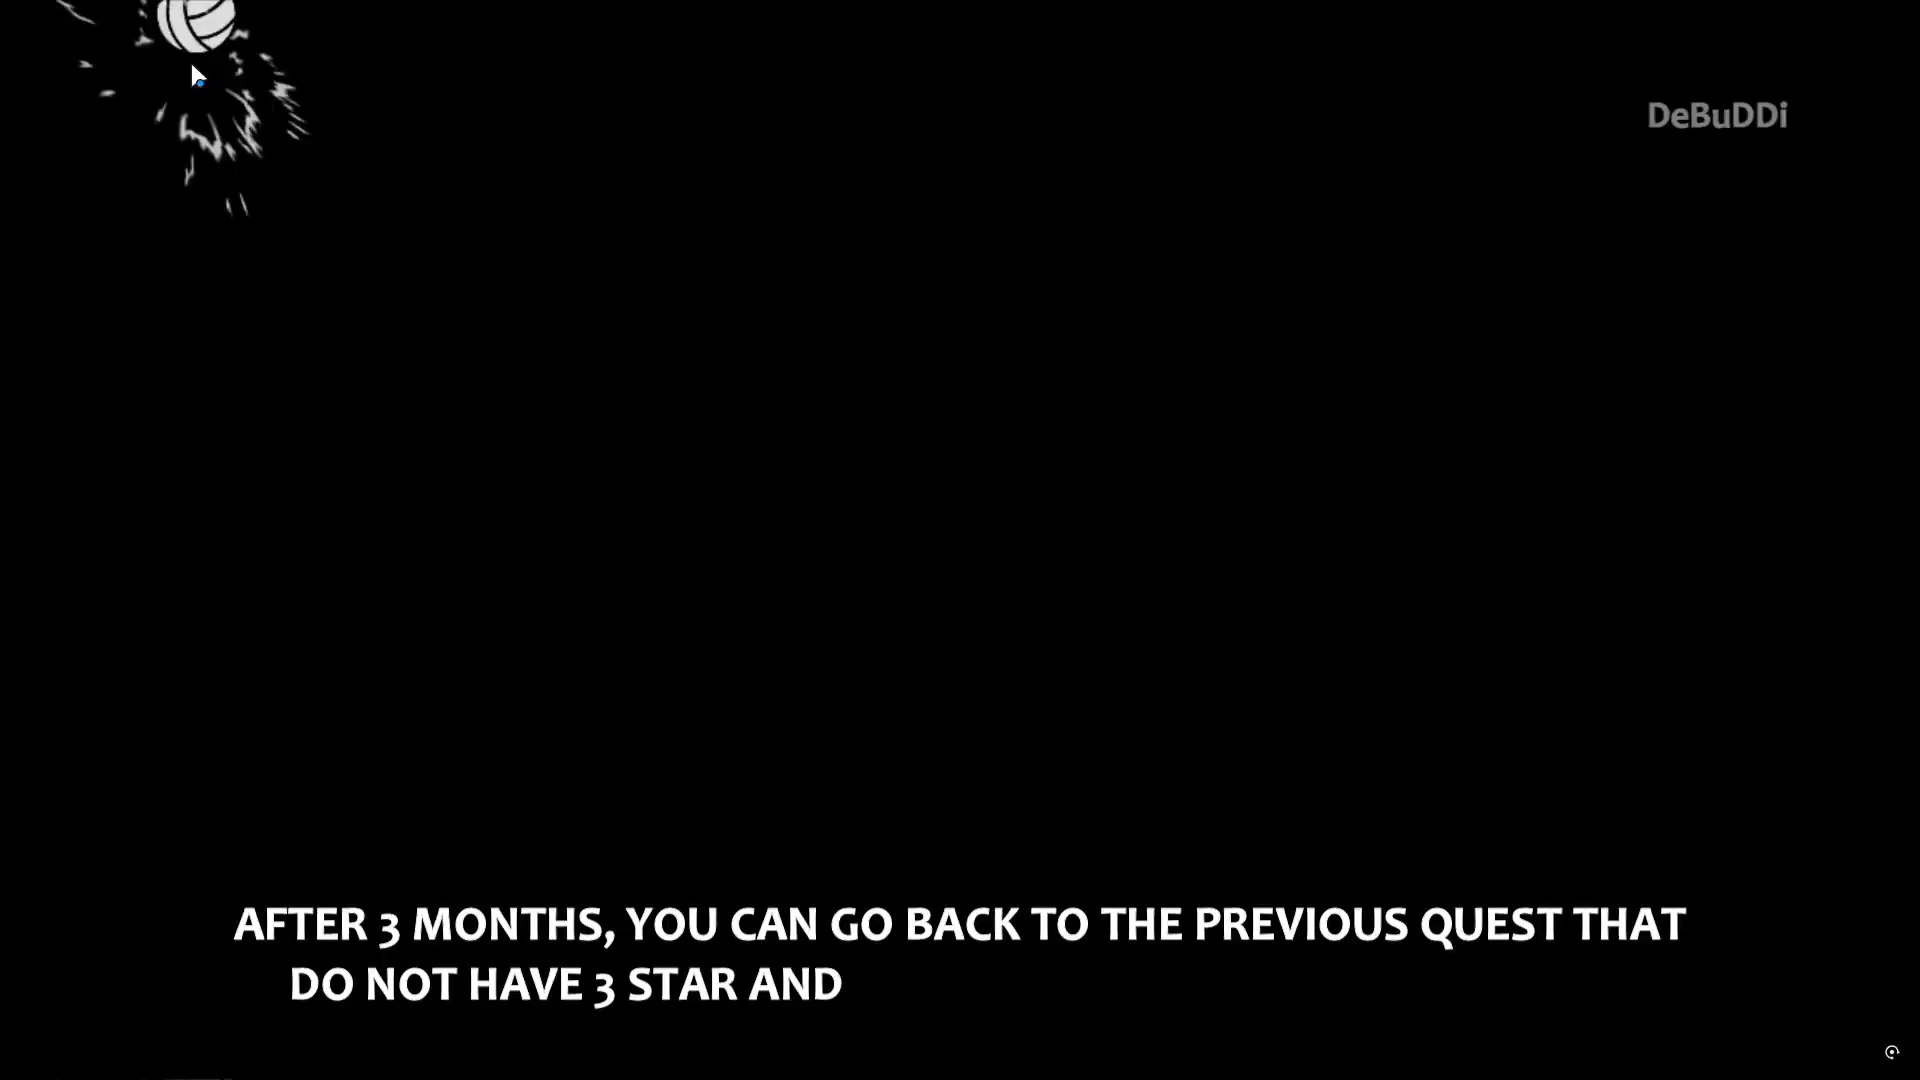 DeBuDDi
AFTER 3 MONTHS, YOU CAN GO BACK TO THE PREVIOUS QUEST THAT
DO NOT HAVE 3 STAR AND